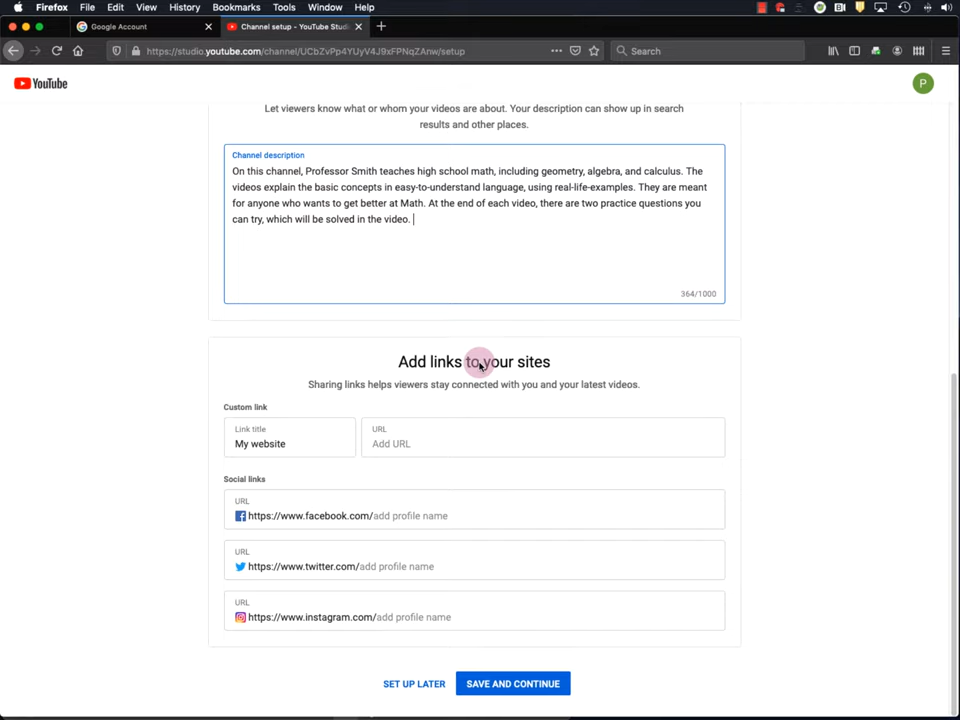 Firefox File Edit View History Bookmarks Tools Window Help
Google Account
Channel setup - YouTube Studi
https://studio.youtube.com/channel/UCbZvPp4YUyV4J9xFPNqZAnw/setup
Search
YouTube
P
Let viewers know what or whom your videos are about. Your description can show up in search
results and other places.
Channel description
On this channel, Professor Smith teaches high school math, including geometry, algebra, and calculus. The
videos explain the basic concepts in easy-to-understand language, using real-life-examples. They are meant
for anyone who wants to get better at Math. At the end of each video, there are two practice questions you
can try, which will be solved in the video.
364/1000
Add links to your sites
Sharing links helps viewers stay connected with you and your latest videos.
Custom link
Link title
My website
URL
Add URL
Social links
URL
https://www.facebook.com/add profile name
URL
https://www.twitter.com/add profile name
URL
https://www.instagram.com/add profile name
SET UP LATER
SAVE AND CONTINUE